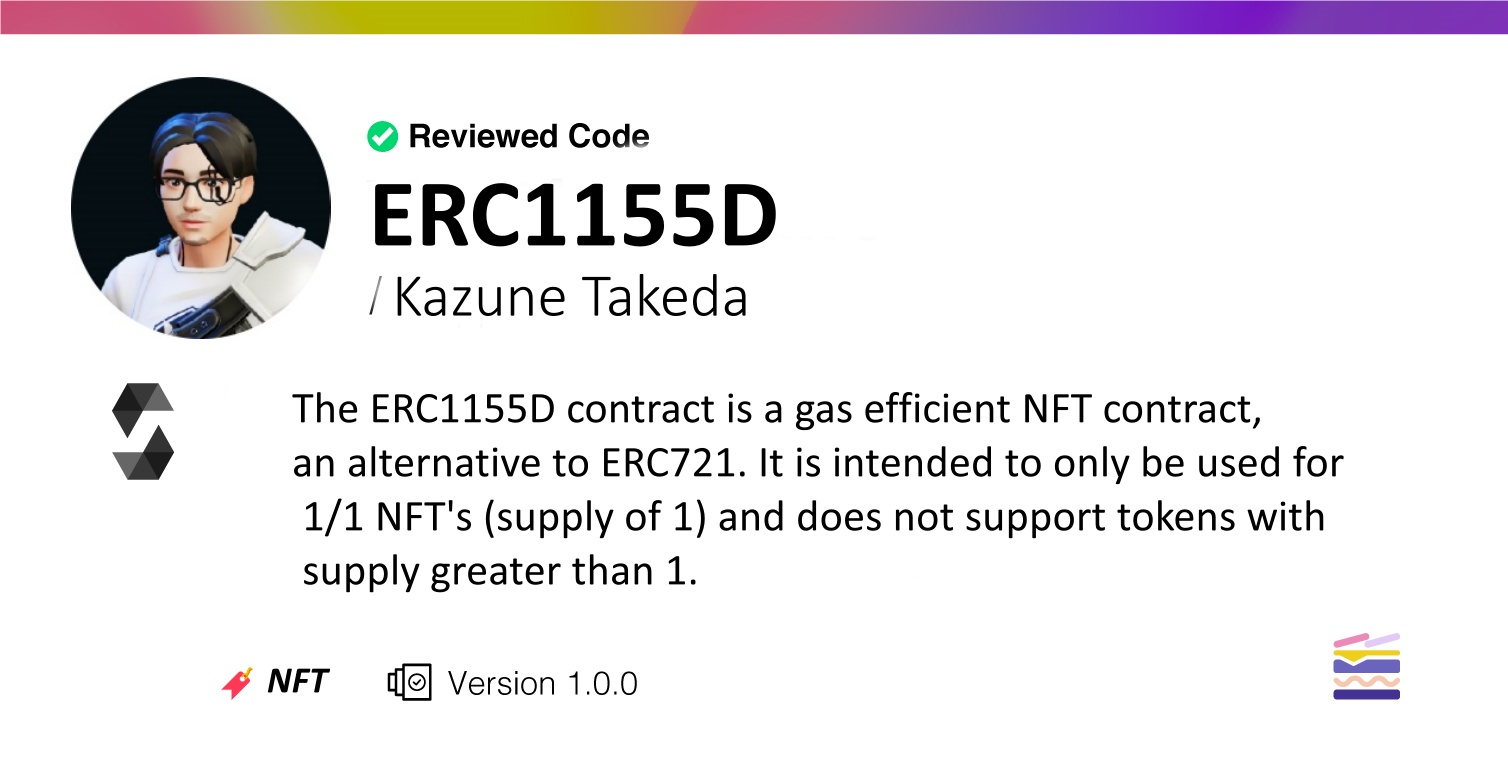 Reviewed Code
ERC1155D
/ Kazune Takeda
The ERC1155D contract is a gas efficient NFT contract,
an alternative to ERC721. It is intended to only be used for
1/1 NFT's (supply of 1) and does not support tokens with
supply greater than 1.
NFT
Version 1.0.0